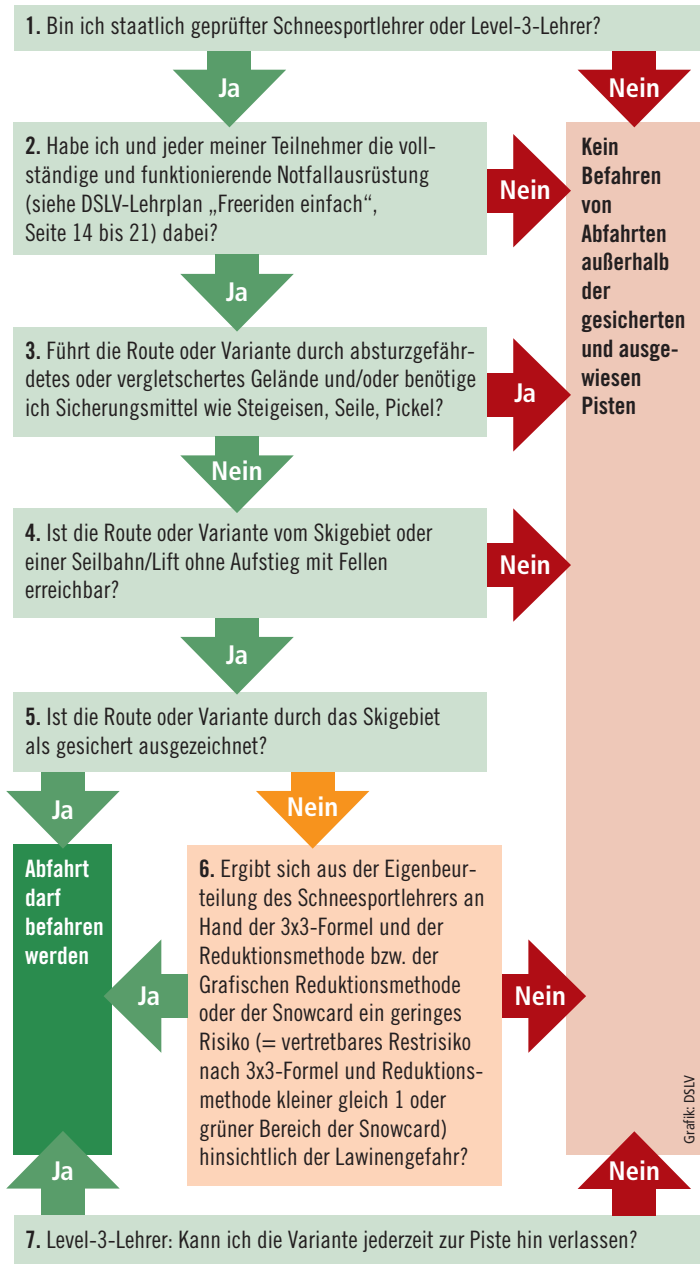 1. Bin ich staatlich geprüfter Schneesportlehrer oder Level-3-Lehrer?
Ja
Nein
2. Habe ich und jeder meiner Teilnehmer die voll-
ständige und funktionierende Notfallausrüstung
(siehe DSLV-Lehrplan „Freeriden einfach“,
Seite 14 bis 21) dabei?
Nein
Kein
Befahren
von
Abfahrten
außerhalb
der
gesicherten
und ausge-
wiesen
Pisten
Ja
3. Führt die Route oder Variante durch absturzgefähr-
detes oder vergletschertes Gelände und/oder benötige
ich Sicherungsmittel wie Steigeisen, Seile, Pickel?
Ja
Nein
4. Ist die Route oder Variante vom Skigebiet oder
einer Seilbahn/Lift ohne Aufstieg mit Fellen
erreichbar?
Nein
Ja
5. Ist die Route oder Variante durch das Skigebiet
als gesichert ausgezeichnet?
Ja
Nein
Abfahrt
darf
befahren
werden
6. Ergibt sich aus der Eigenbeur-
teilung des Schneesportlehrers an
Hand der 3x3-Formel und der
Reduktionsmethode bzw. der
Grafischen Reduktionsmethode
oder der Snowcard ein geringes
Risiko (= vertretbares Restrisiko
nach 3x3-Formel und Reduktions-
methode kleiner gleich 1 oder
grüner Bereich der Snowcard)
hinsichtlich der Lawinengefahr?
Ja
Nein
Grafik: DSLV
Ja
Nein
7. Level-3-Lehrer: Kann ich die Variante jederzeit zur Piste hin verlassen?